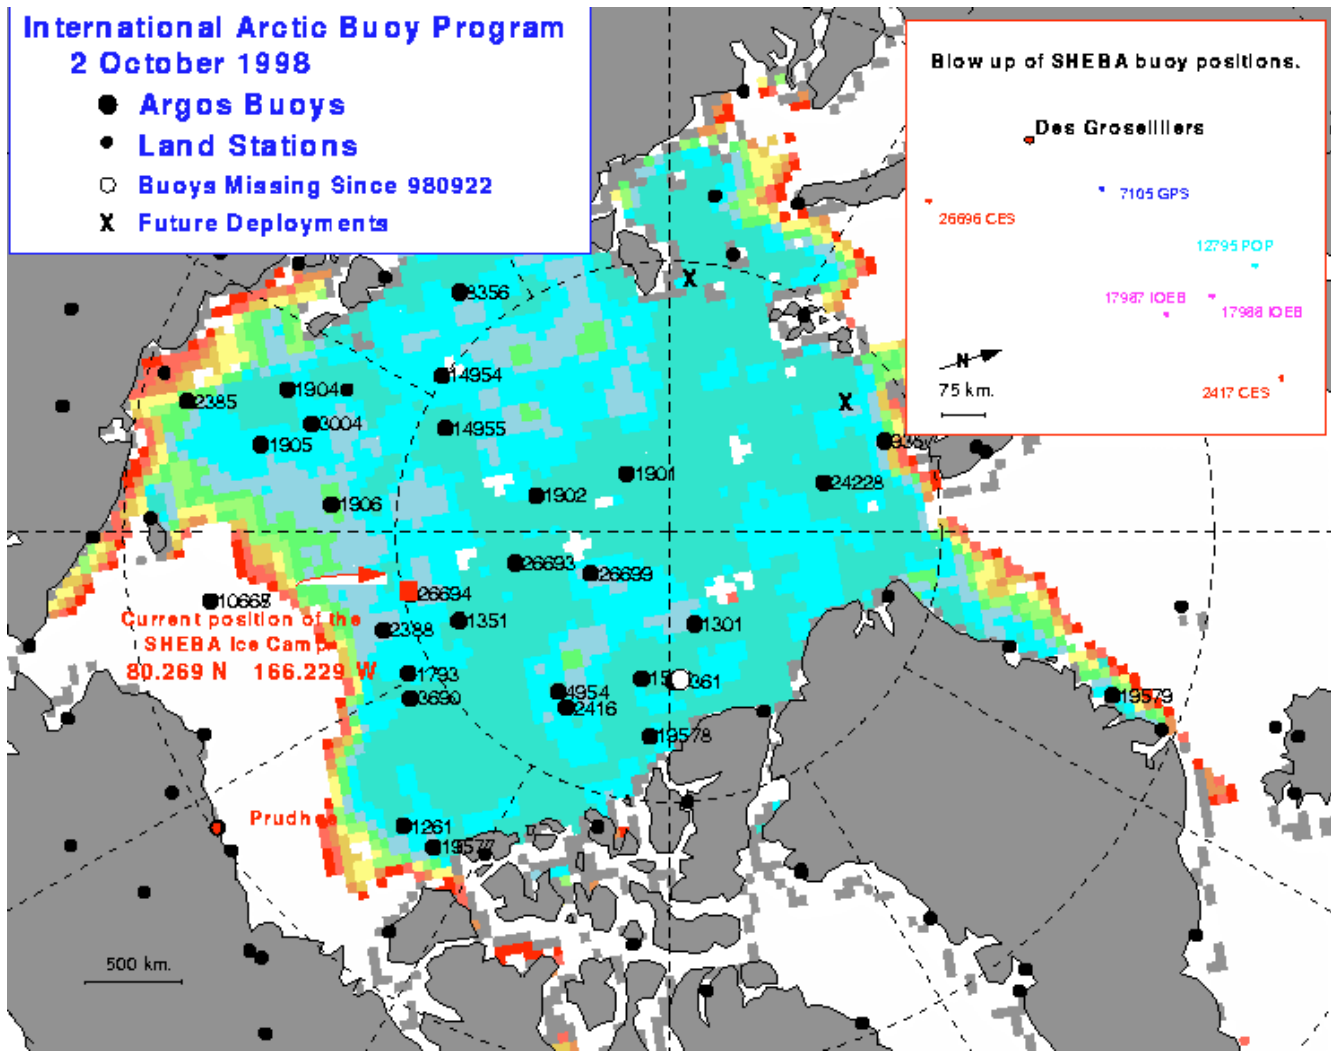 International Arctic Buoy Program
2 October 1998
Argos Buoys
Land Stations
Buoys Missing Since 980922
X Future Deployments
Blow up of SHEBA buoy positions.
Des Groseilliers
7105 GPS
26696 CES
12795 POP
17987 IOEB
17988 IOEB
N
75 km.
2417 CES
X
8356
14954
1904
2385
X
3004
14955
1905
1901
24228
1902
1906
26693
26699
26694
10668
Current position of the
SHEBA Ice Camp
80.269 N 166.229 W
1351
1301
2388
1793
361
3690
4954
2416
19579
19578
Prudhoe
1261
19577
500 km.